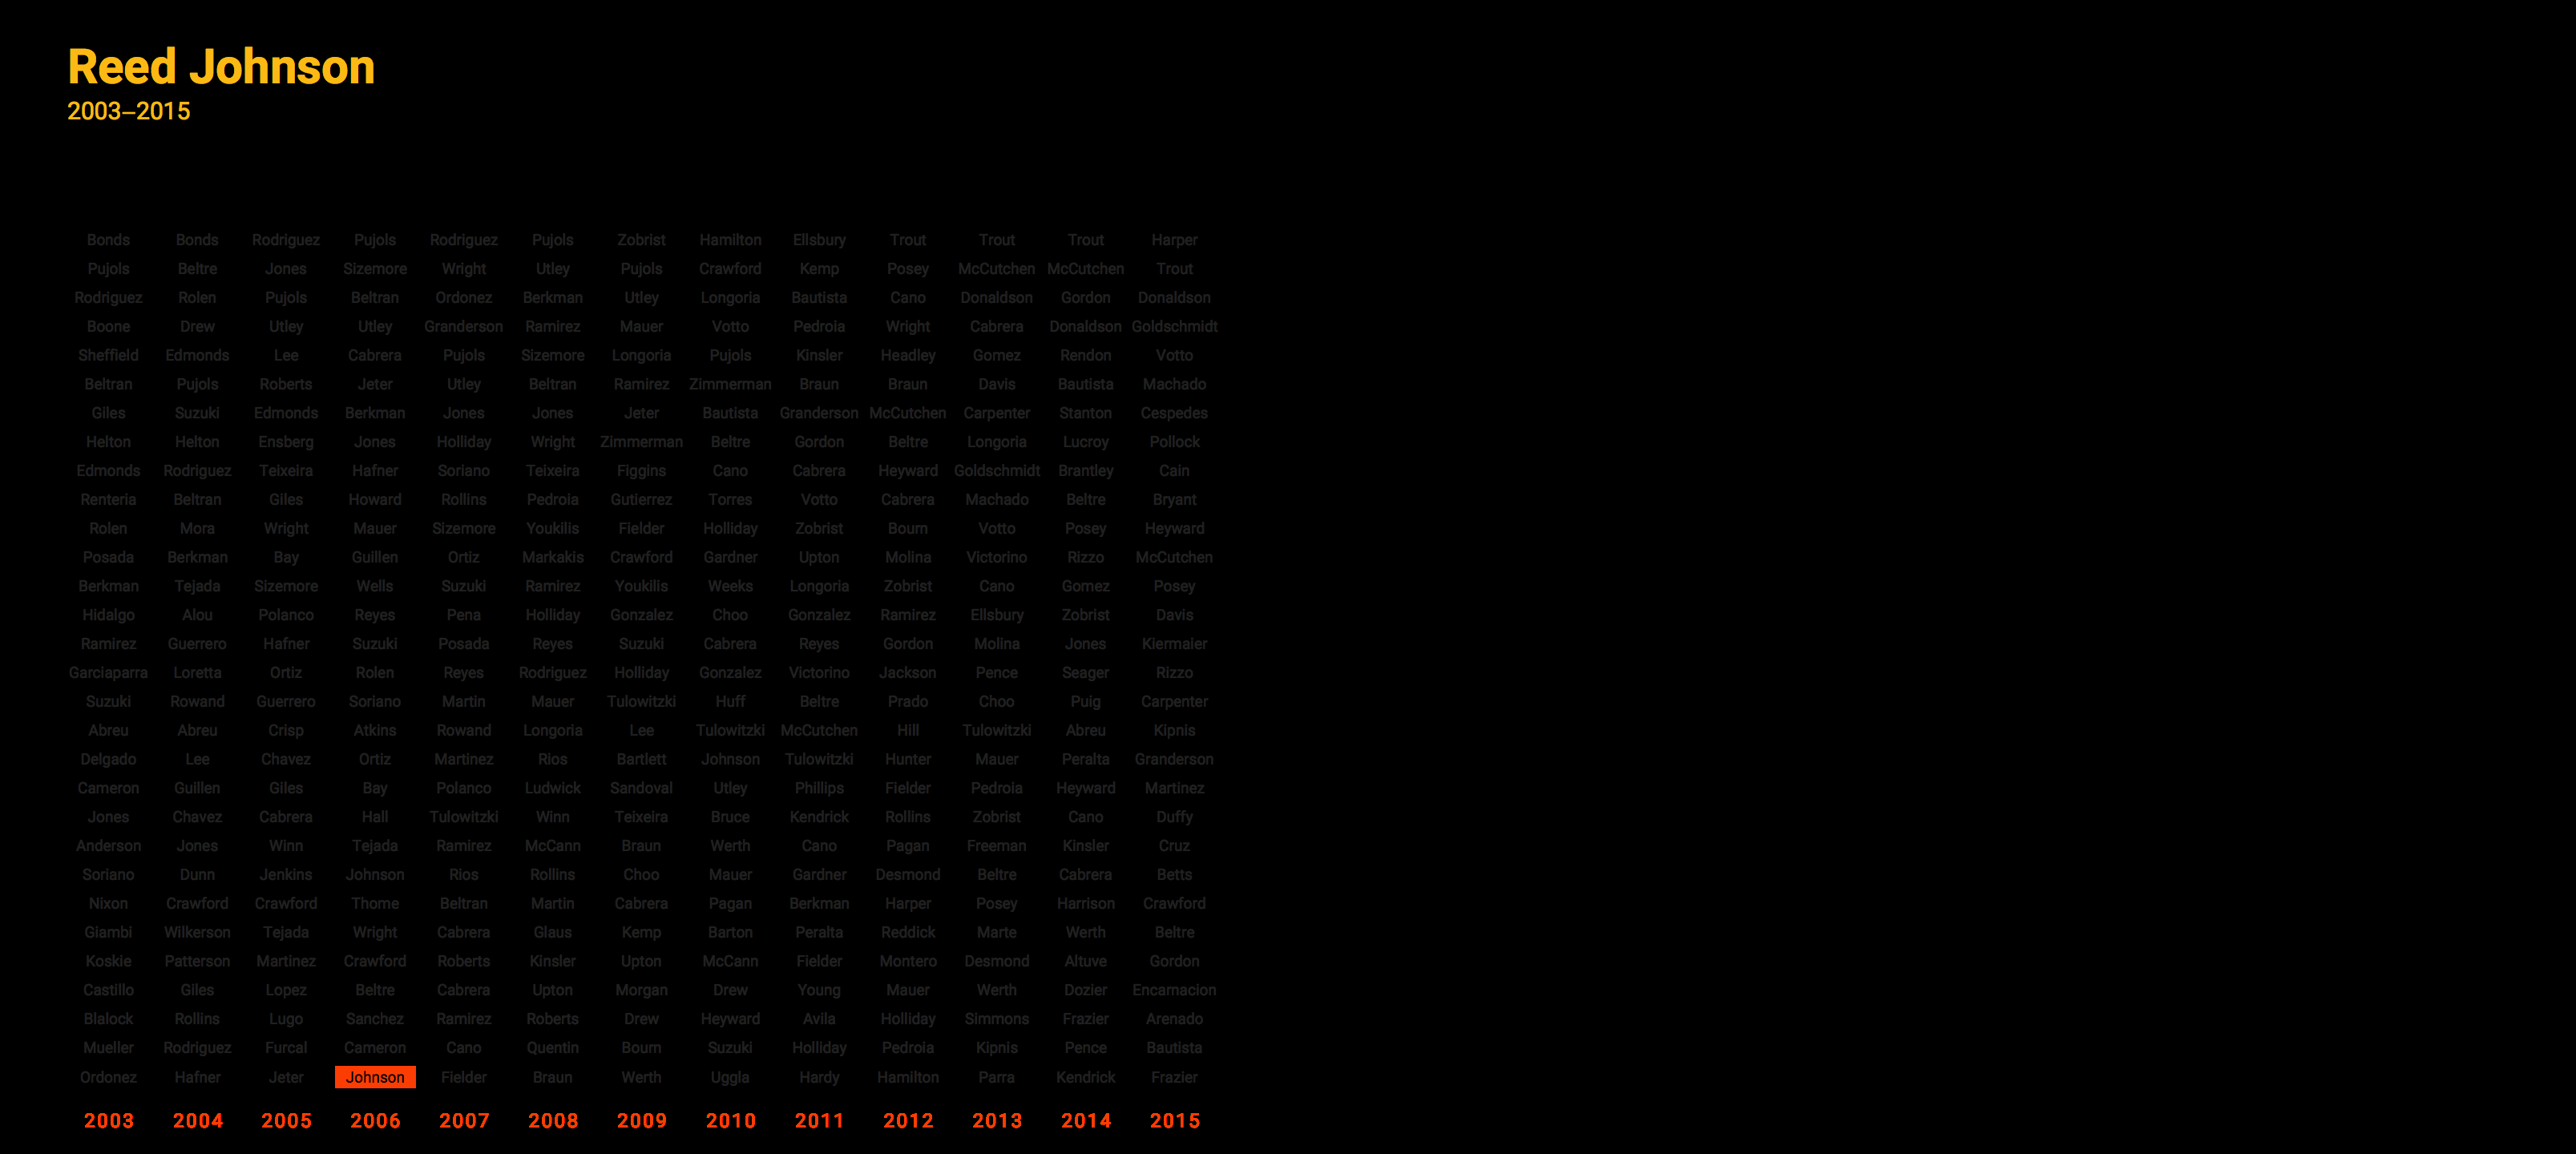 Reed Johnson
2003–2015
Bonds Bonds Rodriguez Pujols Rodriguez Pujols Zobrist Hamilton Ellsbury Trout Trout Trout Harper
Pujols Beltre Jones Sizemore Wright Utley Pujols Crawford Kemp Posey McCutchen McCutchen Trout
Rodriguez Rolen Pujols Beltran Ordonez Berkman Utley Longoria Bautista Cano Donaldson Gordon Donaldson
Boone Drew Utley Utley Granderson Ramirez Mauer Votto Pedroia Wright Cabrera Donaldson Goldschmidt
Sheffield Edmonds Lee Cabrera Pujols Sizemore Longoria Pujols Kinsler Headley Gomez Rendon Votto
Beltran Pujols Roberts Jeter Utley Beltran Ramirez Zimmerman Braun Braun Davis Bautista Machado
Giles Suzuki Edmonds Berkman Jones Jones Jeter Bautista Granderson McCutchen Carpenter Stanton Cespedes
Helton Helton Ensberg Jones Holliday Wright Zimmerman Beltre Gordon Beltre Longoria Lucroy Pollock
Edmonds Rodriguez Teixeira Hafner Soriano Teixeira Figgins Cano Cabrera Heyward Goldschmidt Brantley Cain
Renteria Beltran Giles Howard Rollins Pedroia Gutierrez Torres Votto Cabrera Machado Beltre Bryant
Rolen Mora Wright Mauer Sizemore Youkilis Fielder Holliday Zobrist Bourn Votto Posey Heyward
Posada Berkman Bay Guillen Ortiz Markakis Crawford Gardner Upton Molina Victorino Rizzo McCutchen
Berkman Tejada Sizemore Wells Suzuki Ramirez Youkilis Weeks Longoria Zobrist Cano Gomez Posey
Hidalgo Alou Polanco Reyes Pena Holliday Gonzalez Choo Gonzalez Ramirez Ellsbury Zobrist Davis
Ramirez Guerrero Hafner Suzuki Posada Reyes Suzuki Cabrera Reyes Gordon Molina Jones Kiermaier
Garciaparra Loretta Ortiz Rolen Reyes Rodriguez Holliday Gonzalez Victorino Jackson Pence Seager Rizzo
Suzuki Rowand Guerrero Soriano Martin Mauer Tulowitzki Huff Beltre Prado Choo Puig Carpenter
Abreu Abreu Crisp Atkins Rowand Longoria Lee Tulowitzki McCutchen Hill Tulowitzki Abreu Kipnis
Delgado Lee Chavez Ortiz Martinez Rios Bartlett Johnson Tulowitzki Hunter Mauer Peralta Granderson
Cameron Guillen Giles Bay Polanco Ludwick Sandoval Utley Phillips Fielder Pedroia Heyward Martinez
Jones Chavez Cabrera Hall Tulowitzki Winn Teixeira Bruce Kendrick Rollins Zobrist Cano Duffy
Anderson Jones Winn Tejada Ramirez McCann Braun Werth Cano Pagan Freeman Kinsler Cruz
Soriano Dunn Jenkins Johnson Rios Rollins Choo Mauer Gardner Desmond Beltre Cabrera Betts
Nixon Crawford Crawford Thome Beltran Martin Cabrera Pagan Berkman Harper Posey Harrison Crawford
Giambi Wilkerson Tejada Wright Cabrera Glaus Kemp Barton Peralta Reddick Marte Werth Beltre
Koskie Patterson Martinez Crawford Roberts Kinsler Upton McCann Fielder Montero Desmond Altuve Gordon
Castillo Giles Lopez Beltre Cabrera Upton Morgan Drew Young Mauer Werth Dozier Encarnacion
Blalock Rollins Lugo Sanchez Ramirez Roberts Drew Heyward Avila Holliday Simmons Frazier Arenado
Mueller Rodriguez Furcal Cameron Cano Quentin Bourn Suzuki Holliday Pedroia Kipnis Pence Bautista
Ordonez Hafner Jeter Johnson Fielder Braun Werth Uggla Hardy Hamilton Parra Kendrick Frazier
2003 2004 2005 2006 2007 2008 2009 2010 2011 2012 2013 2014 2015